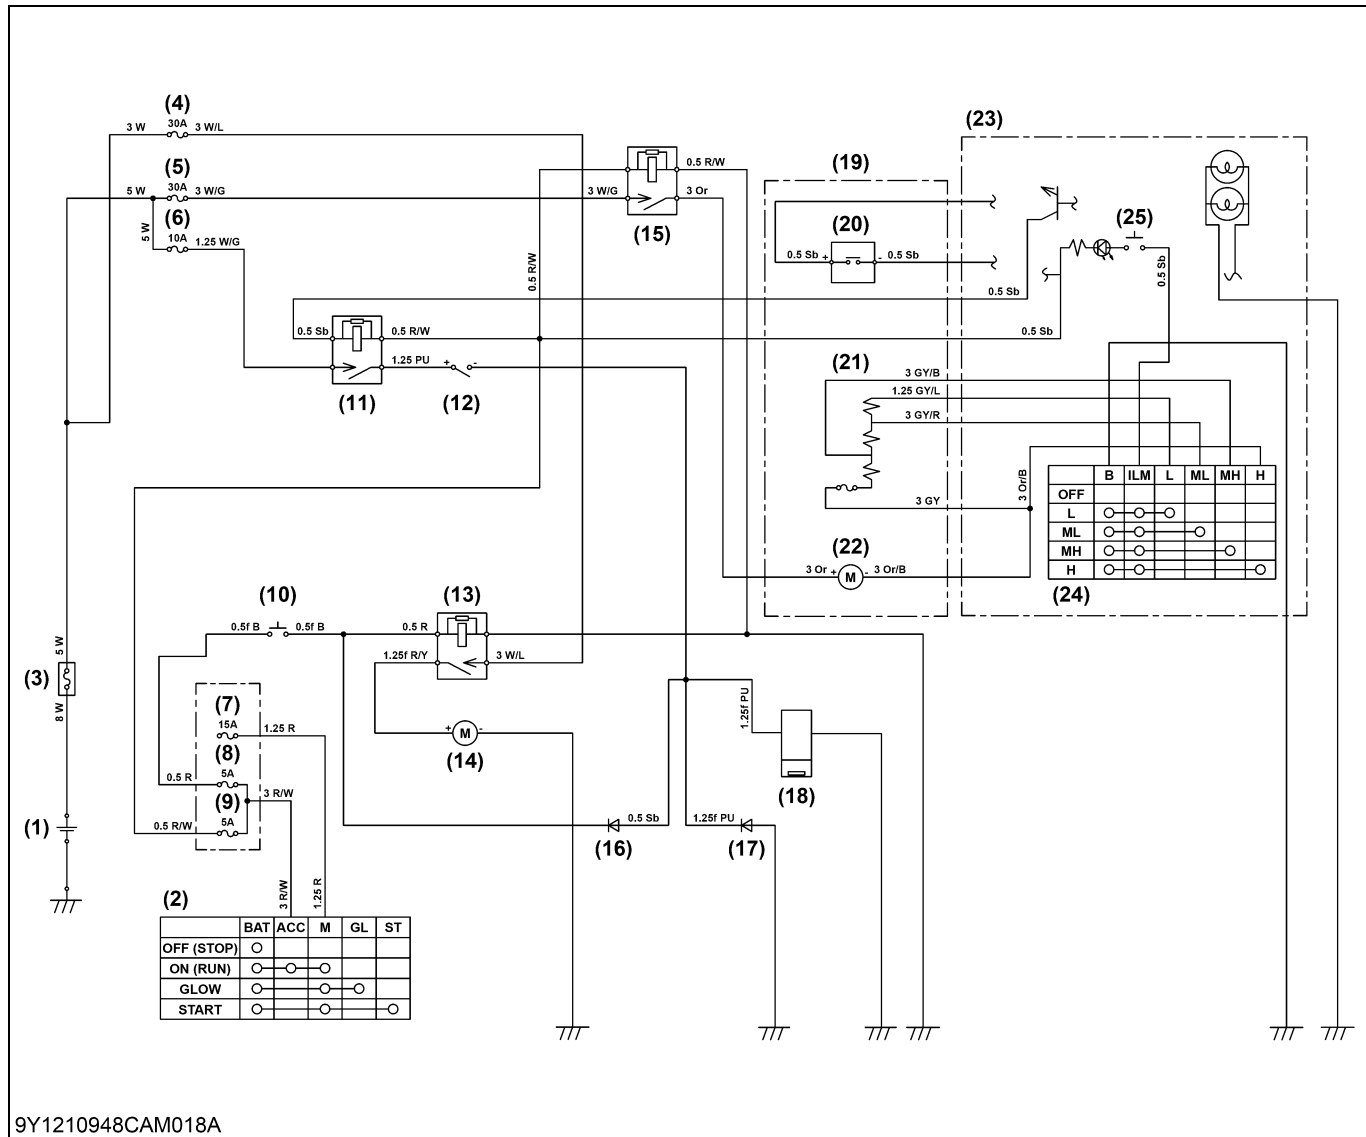 (4)
30A
3 W
3 W/L
(23)
(5)
(19)
5 W
30A
3 W/G
3 W/G
0.5 R/W
3 Or
(6)
(15)
(20)
(25)
5 W
10A
1.25 W/G
0.5 Sb
+
-
0.5 Sb
0.5 R/W
0.5 Sb
0.5 Sb
0.5 Sb
0.5 R/W
0.5 Sb
1.25 PU
+
-
(21)
3 GY/B
(11)
(12)
1.25 GY/L
3 GY/R
3 Or/B
B ILM L ML MH H
OFF
3 GY
L
ML
(22)
MH
3 Or
+
M
-
3 Or/B
H
(24)
(10)
(13)
0.5f B
0.5f B
0.5 R
1.25f R/Y
3 W/L
5 W
(3)
8 W
(7)
15A
1.25 R
+
M
-
1.25f PU
(8)
(14)
5A
0.5 R
(9)
3 R/W
(18)
5A
0.5 R/W
(1)
0.5 Sb
1.25f PU
(16)
(17)
3 R/W
1.25 R
(2)
BAT ACC M GL ST
OFF (STOP)
ON (RUN)
GLOW
START
9Y1210948CAM018A